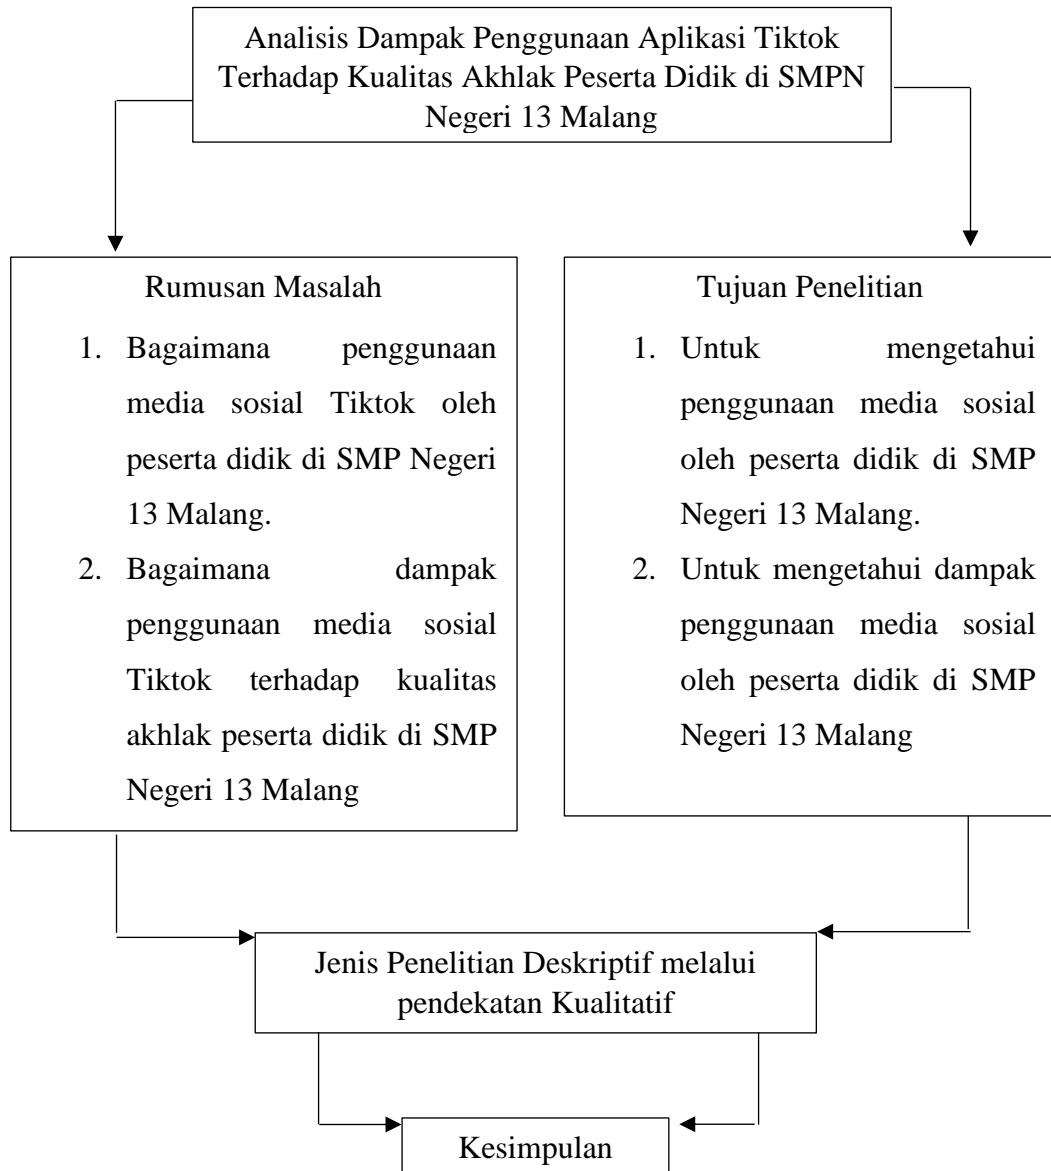 Analisis Dampak Penggunaan Aplikasi Tiktok
Terhadap Kualitas Akhlak Peserta Didik di SMPN
Negeri 13 Malang
Rumusan Masalah
1. Bagaimana penggunaan
media sosial Tiktok oleh
peserta didik di SMP Negeri
13 Malang.
2. Bagaimana dampak
penggunaan media sosial
Tiktok terhadap kualitas
akhlak peserta didik di SMP
Negeri 13 Malang
Tujuan Penelitian
1. Untuk mengetahui
penggunaan media sosial
oleh peserta didik di SMP
Negeri 13 Malang.
2. Untuk mengetahui dampak
penggunaan media sosial
oleh peserta didik di SMP
Negeri 13 Malang
Jenis Penelitian Deskriptif melalui
pendekatan Kualitatif
Kesimpulan